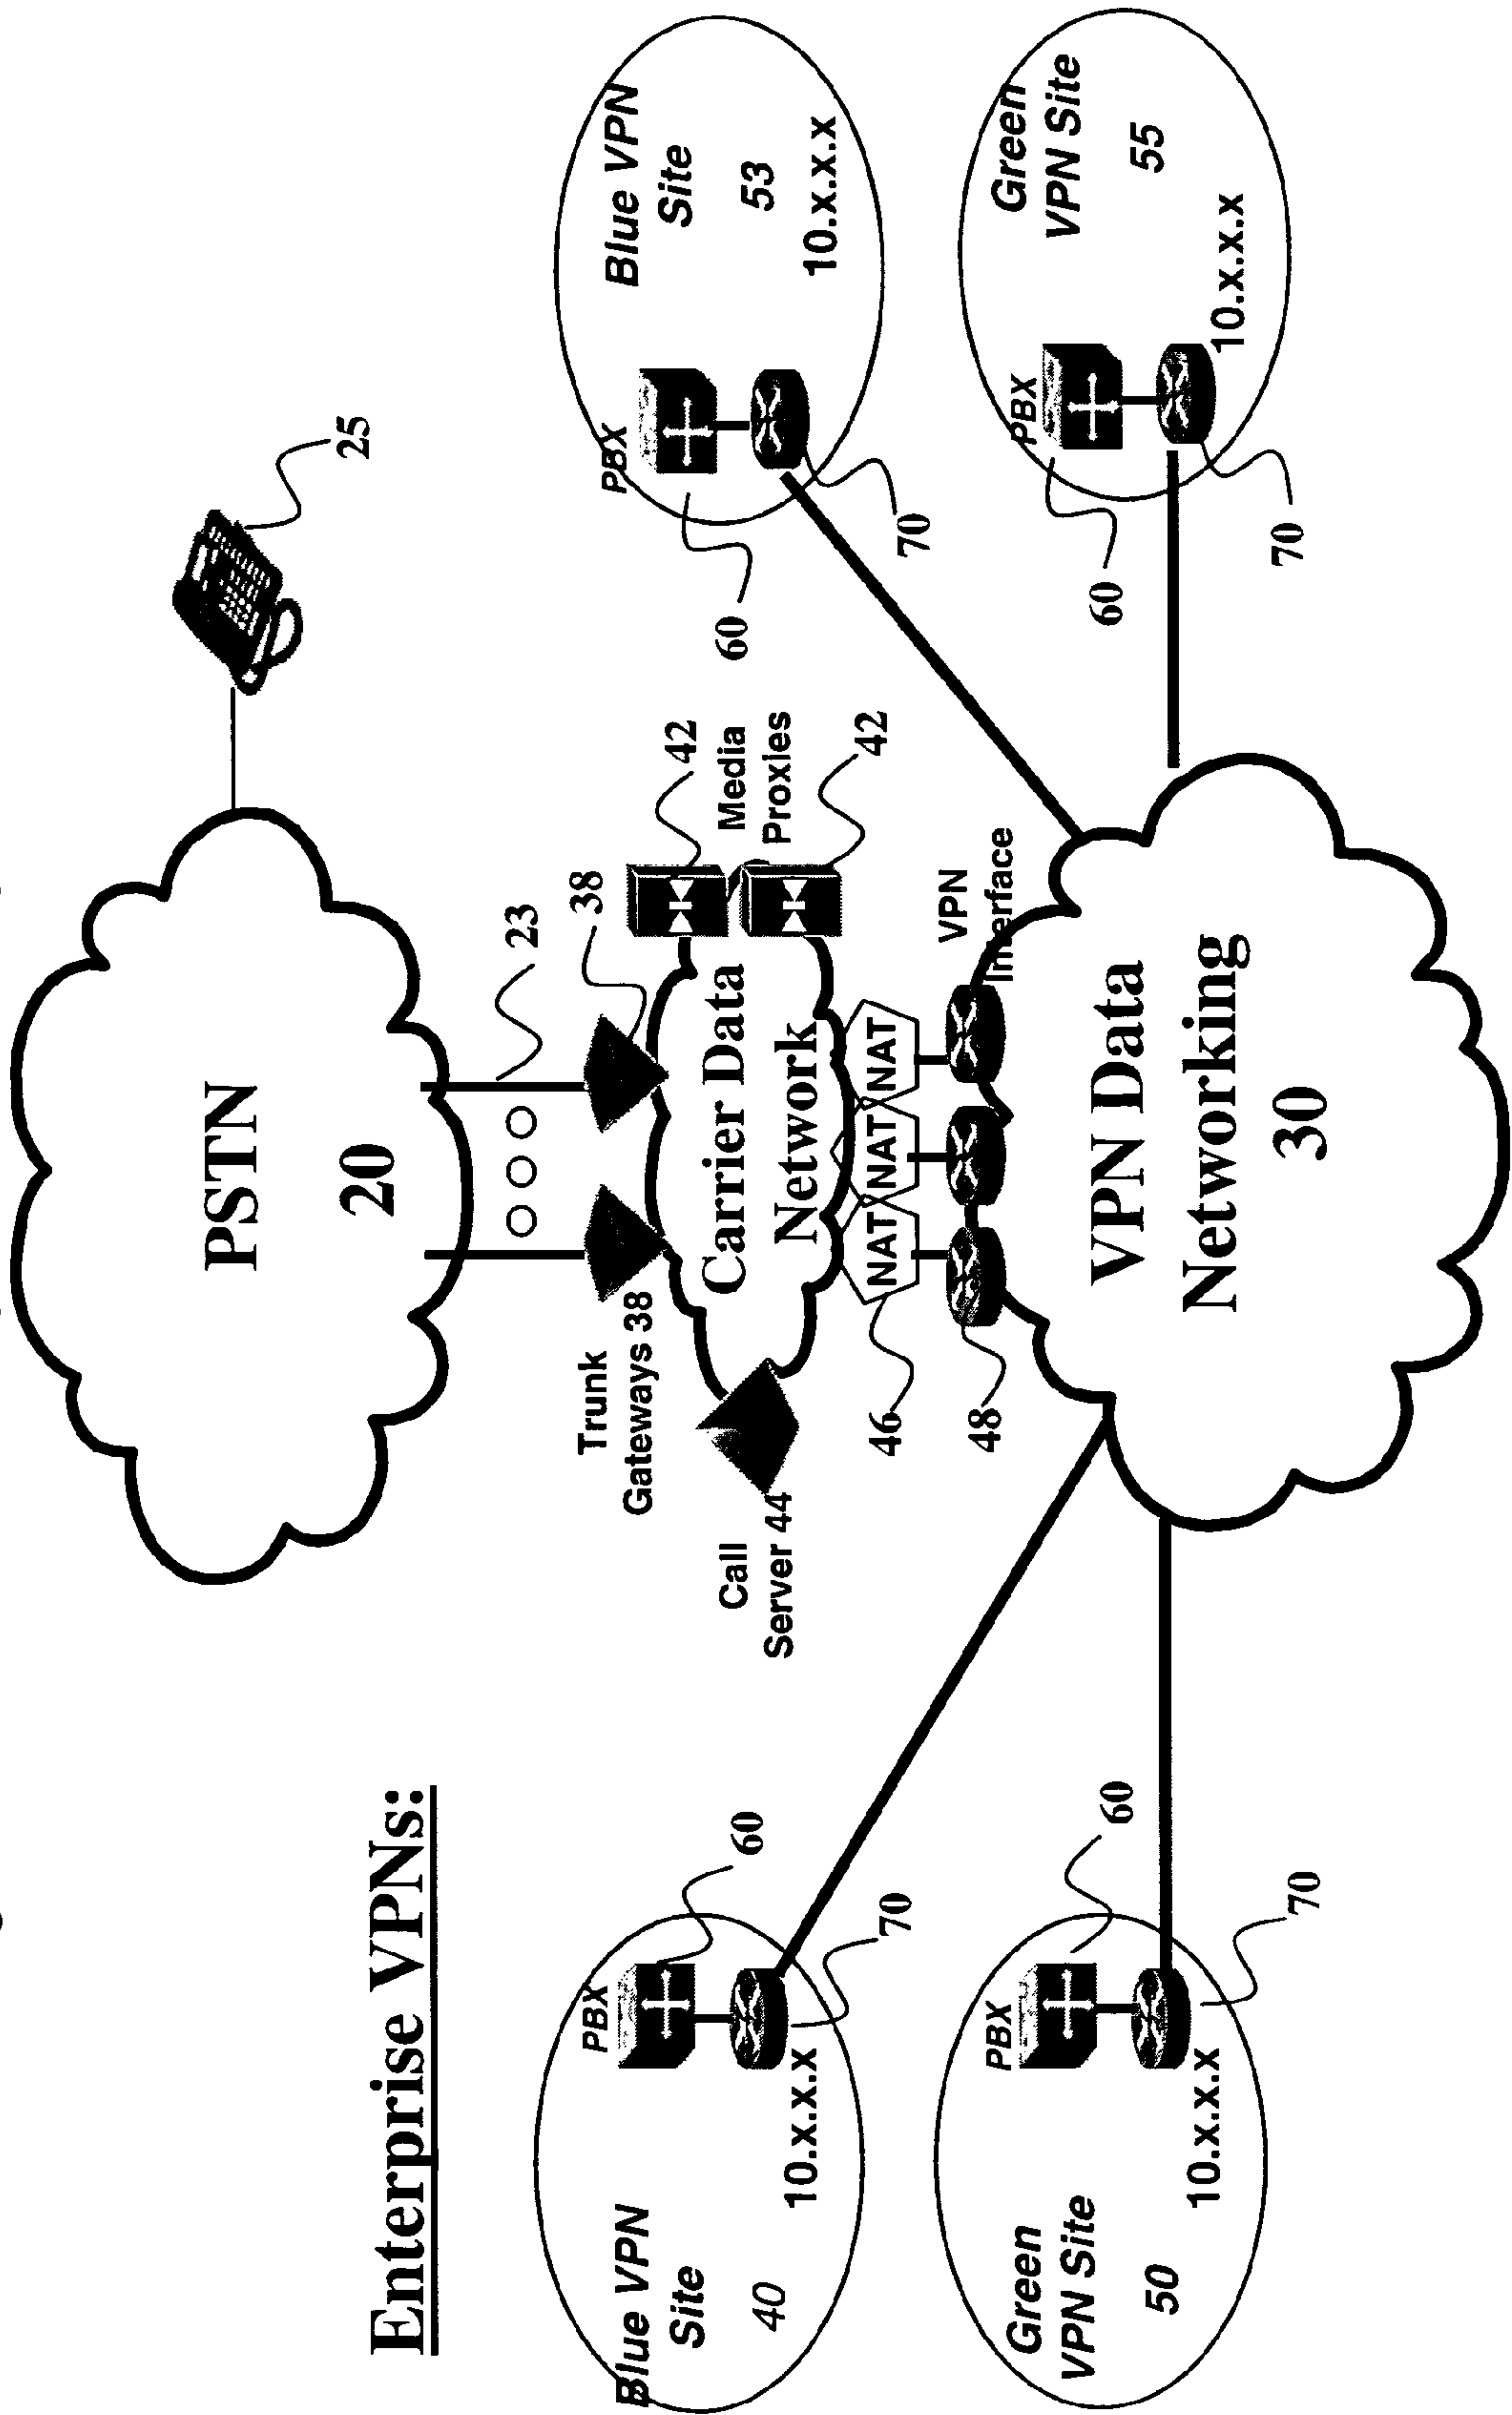 Enterprise VPNs:
PSTN
20
25
23
38
Trunk
Gateways 38
Carrier Data
Network
42
Media
Proxies
42
Call
Server 44
NAT
NAT
NAT
46
48
VPN
Interface
VPN Data
Networking
30
Blue VPN
Site
40
10.x.x.x
PBX
60
70
Green
VPN Site
50
10.x.x.x
PBX
60
70
Blue VPN
Site
53
10.x.x.x
PBX
60
70
Green
VPN Site
55
10.x.x.x
PBX
60
70